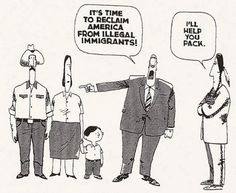 IT'S TIME
TO RECLAIM
AMERICA
FROM ILLEGAL
IMMIGRANTS!
I'LL
HELP
YOU
PACK.